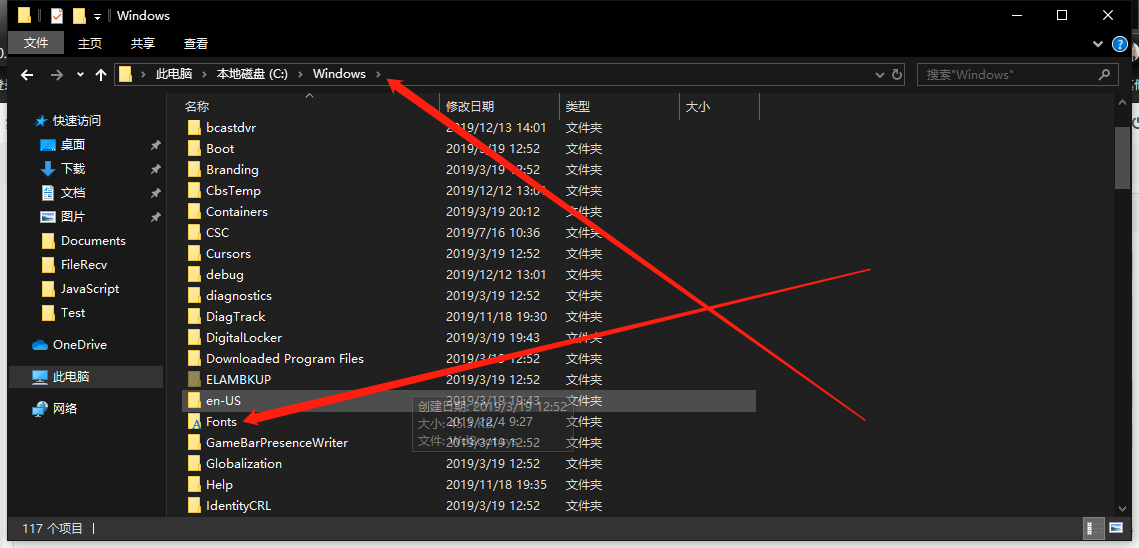 Windows
文件 主页 共享 查看
此电脑 本地磁盘 (C:) Windows 搜索"Windows"
快速访问
桌面
下载
文档
图片
Documents
FileRecv
JavaScript
Test
OneDrive
此电脑
网络
名称 修改日期 类型 大小
bcastdvr 2019/12/13 14:01 文件夹
Boot 2019/3/19 12:52 文件夹
Branding 2019/3/19 12:52 文件夹
CbsTemp 2019/12/12 13:01 文件夹
Containers 2019/3/19 20:12 文件夹
CSC 2019/7/16 10:36 文件夹
Cursors 2019/3/19 12:52 文件夹
debug 2019/12/12 13:01 文件夹
diagnostics 2019/3/19 12:52 文件夹
DiagTrack 2019/11/18 19:30 文件夹
DigitalLocker 2019/3/19 19:43 文件夹
Downloaded Program Files 2019/3/19 12:52 文件夹
ELAMBKUP 2019/3/19 12:52 文件夹
en-US 2019/3/19 19:43 文件夹
创建日期: 2019/3/19 12:52
Fonts 2019/12/4 9:27 文件夹
大小:
文件:
GameBarPresenceWriter 2019/3/19 12:52 文件夹
Globalization 2019/3/19 12:52 文件夹
Help 2019/11/18 19:35 文件夹
IdentityCRL 2019/3/19 12:52 文件夹
117 个项目